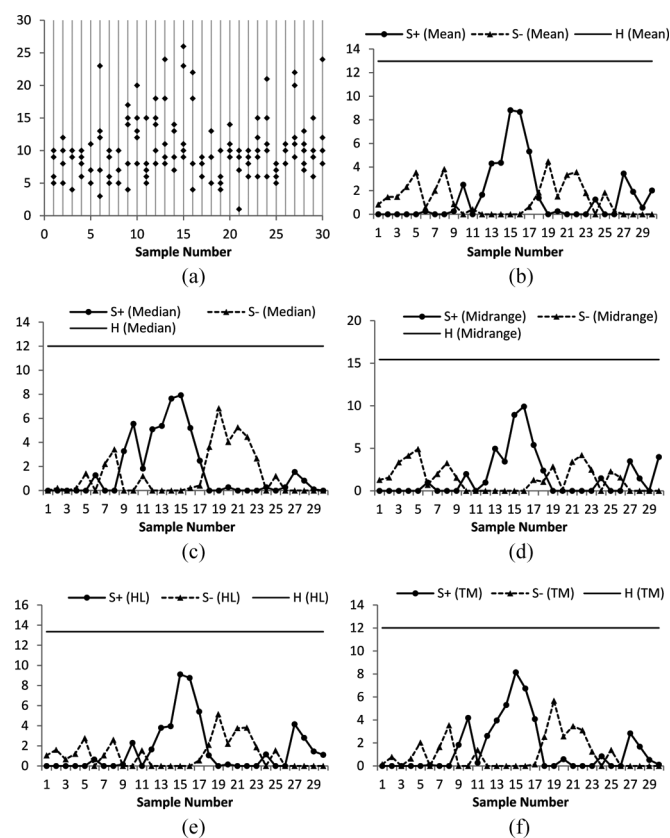 S+ (Mean) S- (Mean) H (Mean)
30
25
20
15
10
5
0
0 5 10 15 20 25 30
Sample Number
(a)
14
12
10
8
6
4
2
0
1 3 5 7 9 11 13 15 17 19 21 23 25 27 29
Sample Number
(b)
S+ (Median) S- (Median)
H (Median)
14
12
10
8
6
4
2
0
1 3 5 7 9 11 13 15 17 19 21 23 25 27 29
Sample Number
(c)
S+ (Midrange) S- (Midrange)
H (Midrange)
20
15
10
5
0
1 3 5 7 9 11 13 15 17 19 21 23 25 27 29
Sample Number
(d)
S+ (HL) S- (HL) H (HL)
16
14
12
10
8
6
4
2
0
1 3 5 7 9 11 13 15 17 19 21 23 25 27 29
Sample Number
(e)
S+ (TM) S- (TM) H (TM)
14
12
10
8
6
4
2
0
1 3 5 7 9 11 13 15 17 19 21 23 25 27 29
Sample Number
(f)